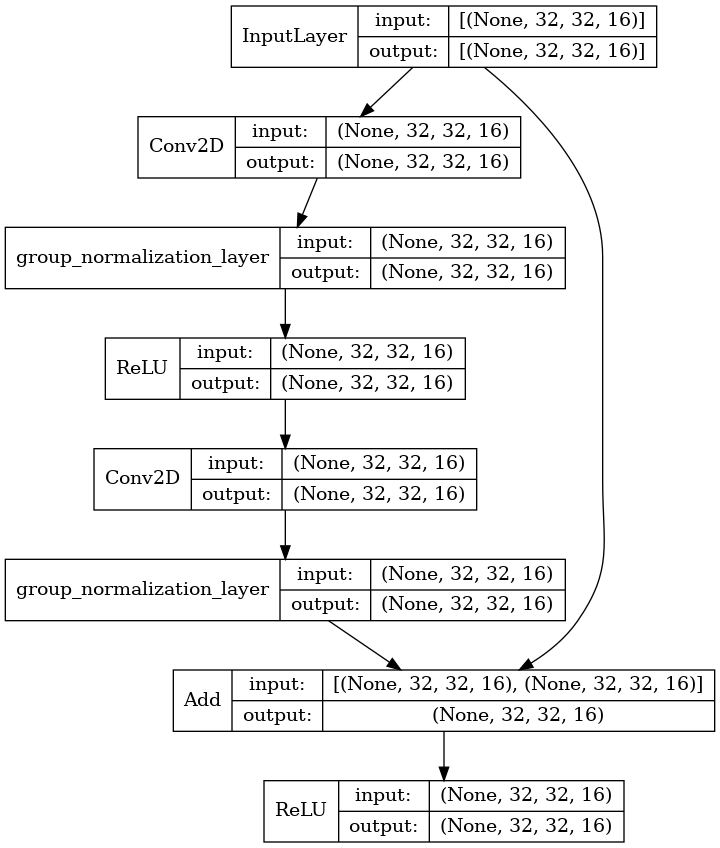 InputLayer
input: [(None, 32, 32, 16)]
output: [(None, 32, 32, 16)]
Conv2D
input: (None, 32, 32, 16)
output: (None, 32, 32, 16)
group_normalization_layer
input: (None, 32, 32, 16)
output: (None, 32, 32, 16)
ReLU
input: (None, 32, 32, 16)
output: (None, 32, 32, 16)
Conv2D
input: (None, 32, 32, 16)
output: (None, 32, 32, 16)
group_normalization_layer
input: (None, 32, 32, 16)
output: (None, 32, 32, 16)
Add
input: [(None, 32, 32, 16), (None, 32, 32, 16)]
output: (None, 32, 32, 16)
ReLU
input: (None, 32, 32, 16)
output: (None, 32, 32, 16)